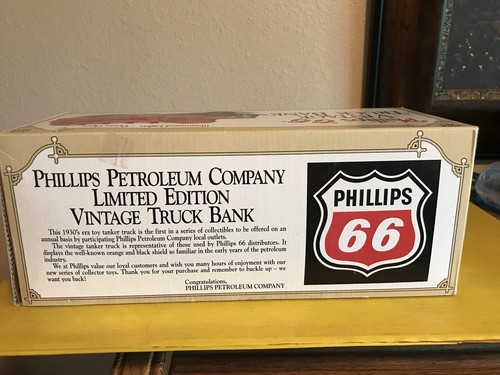 PHILLIPS PETROLEUM COMPANY
LIMITED EDITION
VINTAGE TRUCK BANK
This 1930's era toy tanker truck is the first in a series of collectibles to be offered on an
annual basis by participating Phillips Petroleum Company local outlets.
The vintage tanker truck is representative of those used by Phillips 66 distributors. It
displays the well-known orange and black shield so familiar in the early years of the petroleum
industry.
We at Phillips value our loyal customers and wish you many hours of enjoyment with our
new series of collector toys. Thank you for your purchase and remember to buckle up – we
want you back!
Congratulations,
PHILLIPS PETROLEUM COMPANY
PHILLIPS
66